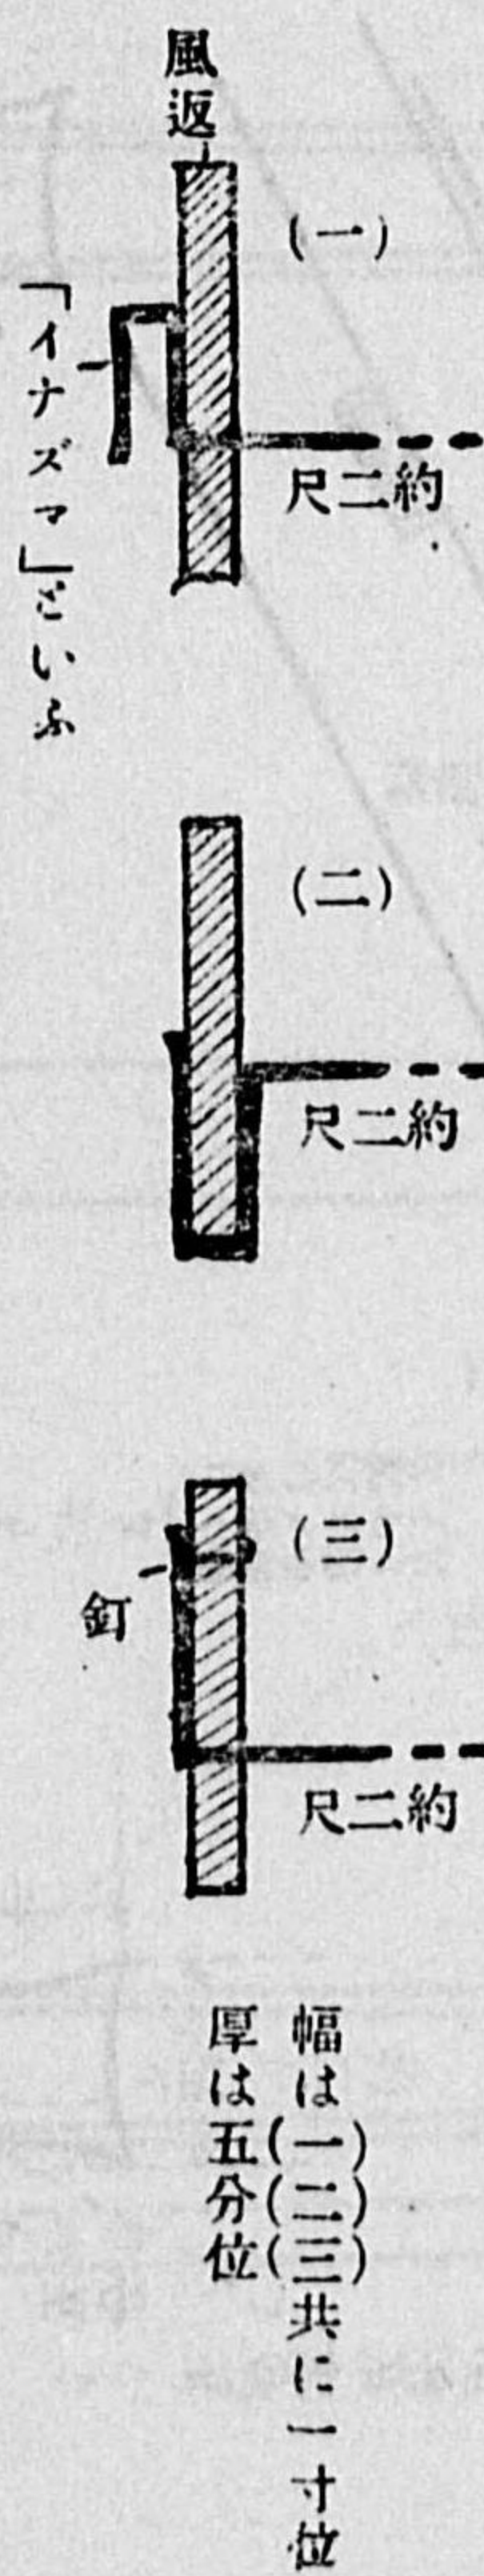 風返
(一)
約二尺
「イナズマ」といふ
(二)
約二尺
(三)
釘
約二尺
幅は(一)(二)(三)共に一寸位
厚は五分位